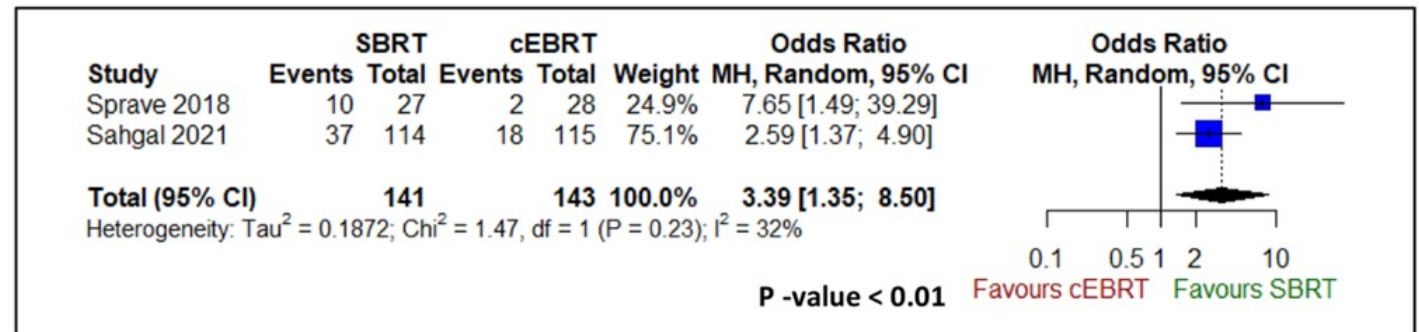 SBRT cEBRT Odds Ratio Odds Ratio
Study Events Total Events Total Weight MH, Random, 95% CI MH, Random, 95% CI
Sprave 2018 10 27 2 28 24.9% 7.65 [1.49; 39.29]
Sahgal 2021 37 114 18 115 75.1% 2.59 [1.37; 4.90]
Total (95% CI) 141 143 100.0% 3.39 [1.35; 8.50]
Heterogeneity: Tau² = 0.1872; Chi² = 1.47, df = 1 (P = 0.23); I² = 32%
0.1 0.5 1 2 10
P -value < 0.01 Favours cEBRT Favours SBRT